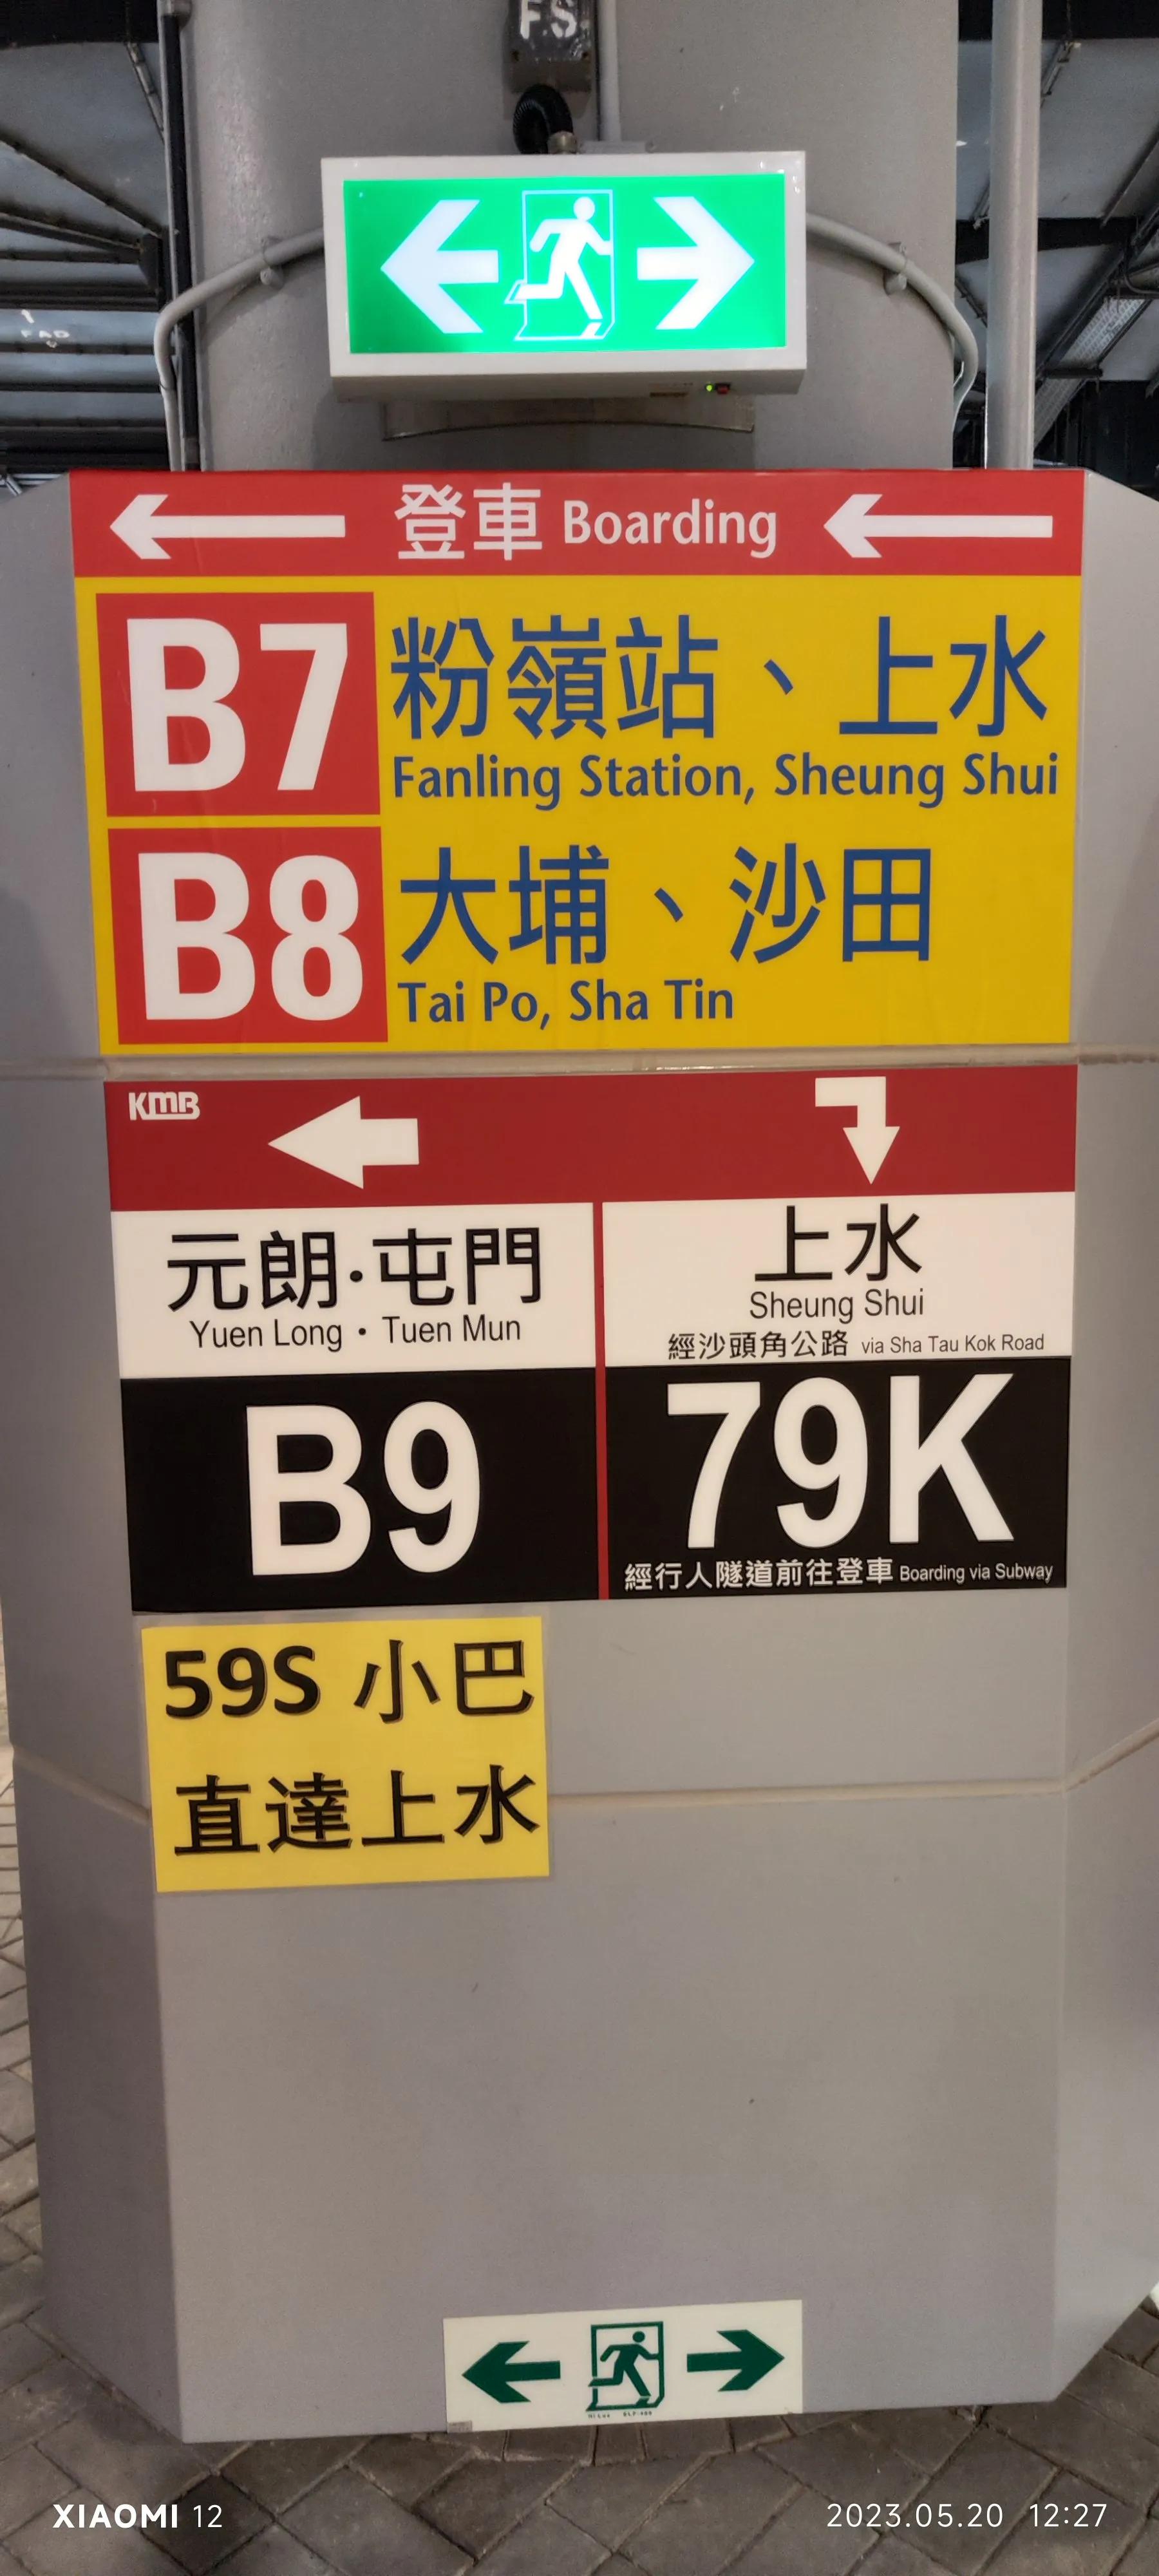 FS
登車 Boarding
B7 粉嶺站、上水
Fanling Station, Sheung Shui
B8 大埔、沙田
Tai Po, Sha Tin
KMB
元朗·屯門
Yuen Long • Tuen Mun
B9
上水
Sheung Shui
經沙頭角公路 via Sha Tau Kok Road
79K
經行人隧道前往登車 Boarding via Subway
59S 小巴
直達上水
XIAOMI 12
2023.05.20 12:27